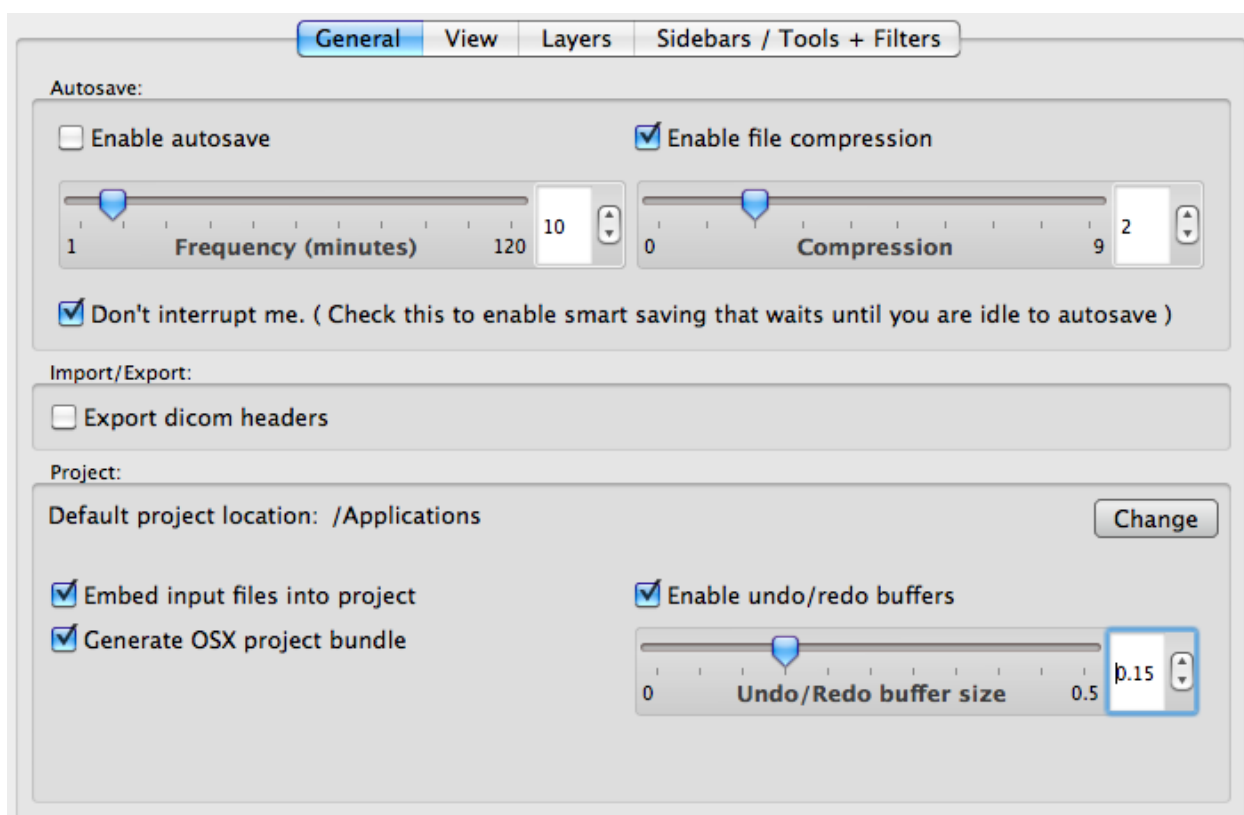 General View Layers Sidebars / Tools + Filters
Autosave:
Enable autosave Enable file compression
10 2
1 Frequency (minutes) 120 0 Compression 9
Don't interrupt me. ( Check this to enable smart saving that waits until you are idle to autosave )
Import/Export:
Export dicom headers
Project:
Default project location: /Applications Change
Embed input files into project Enable undo/redo buffers
Generate OSX project bundle
0.15
0 Undo/Redo buffer size 0.5